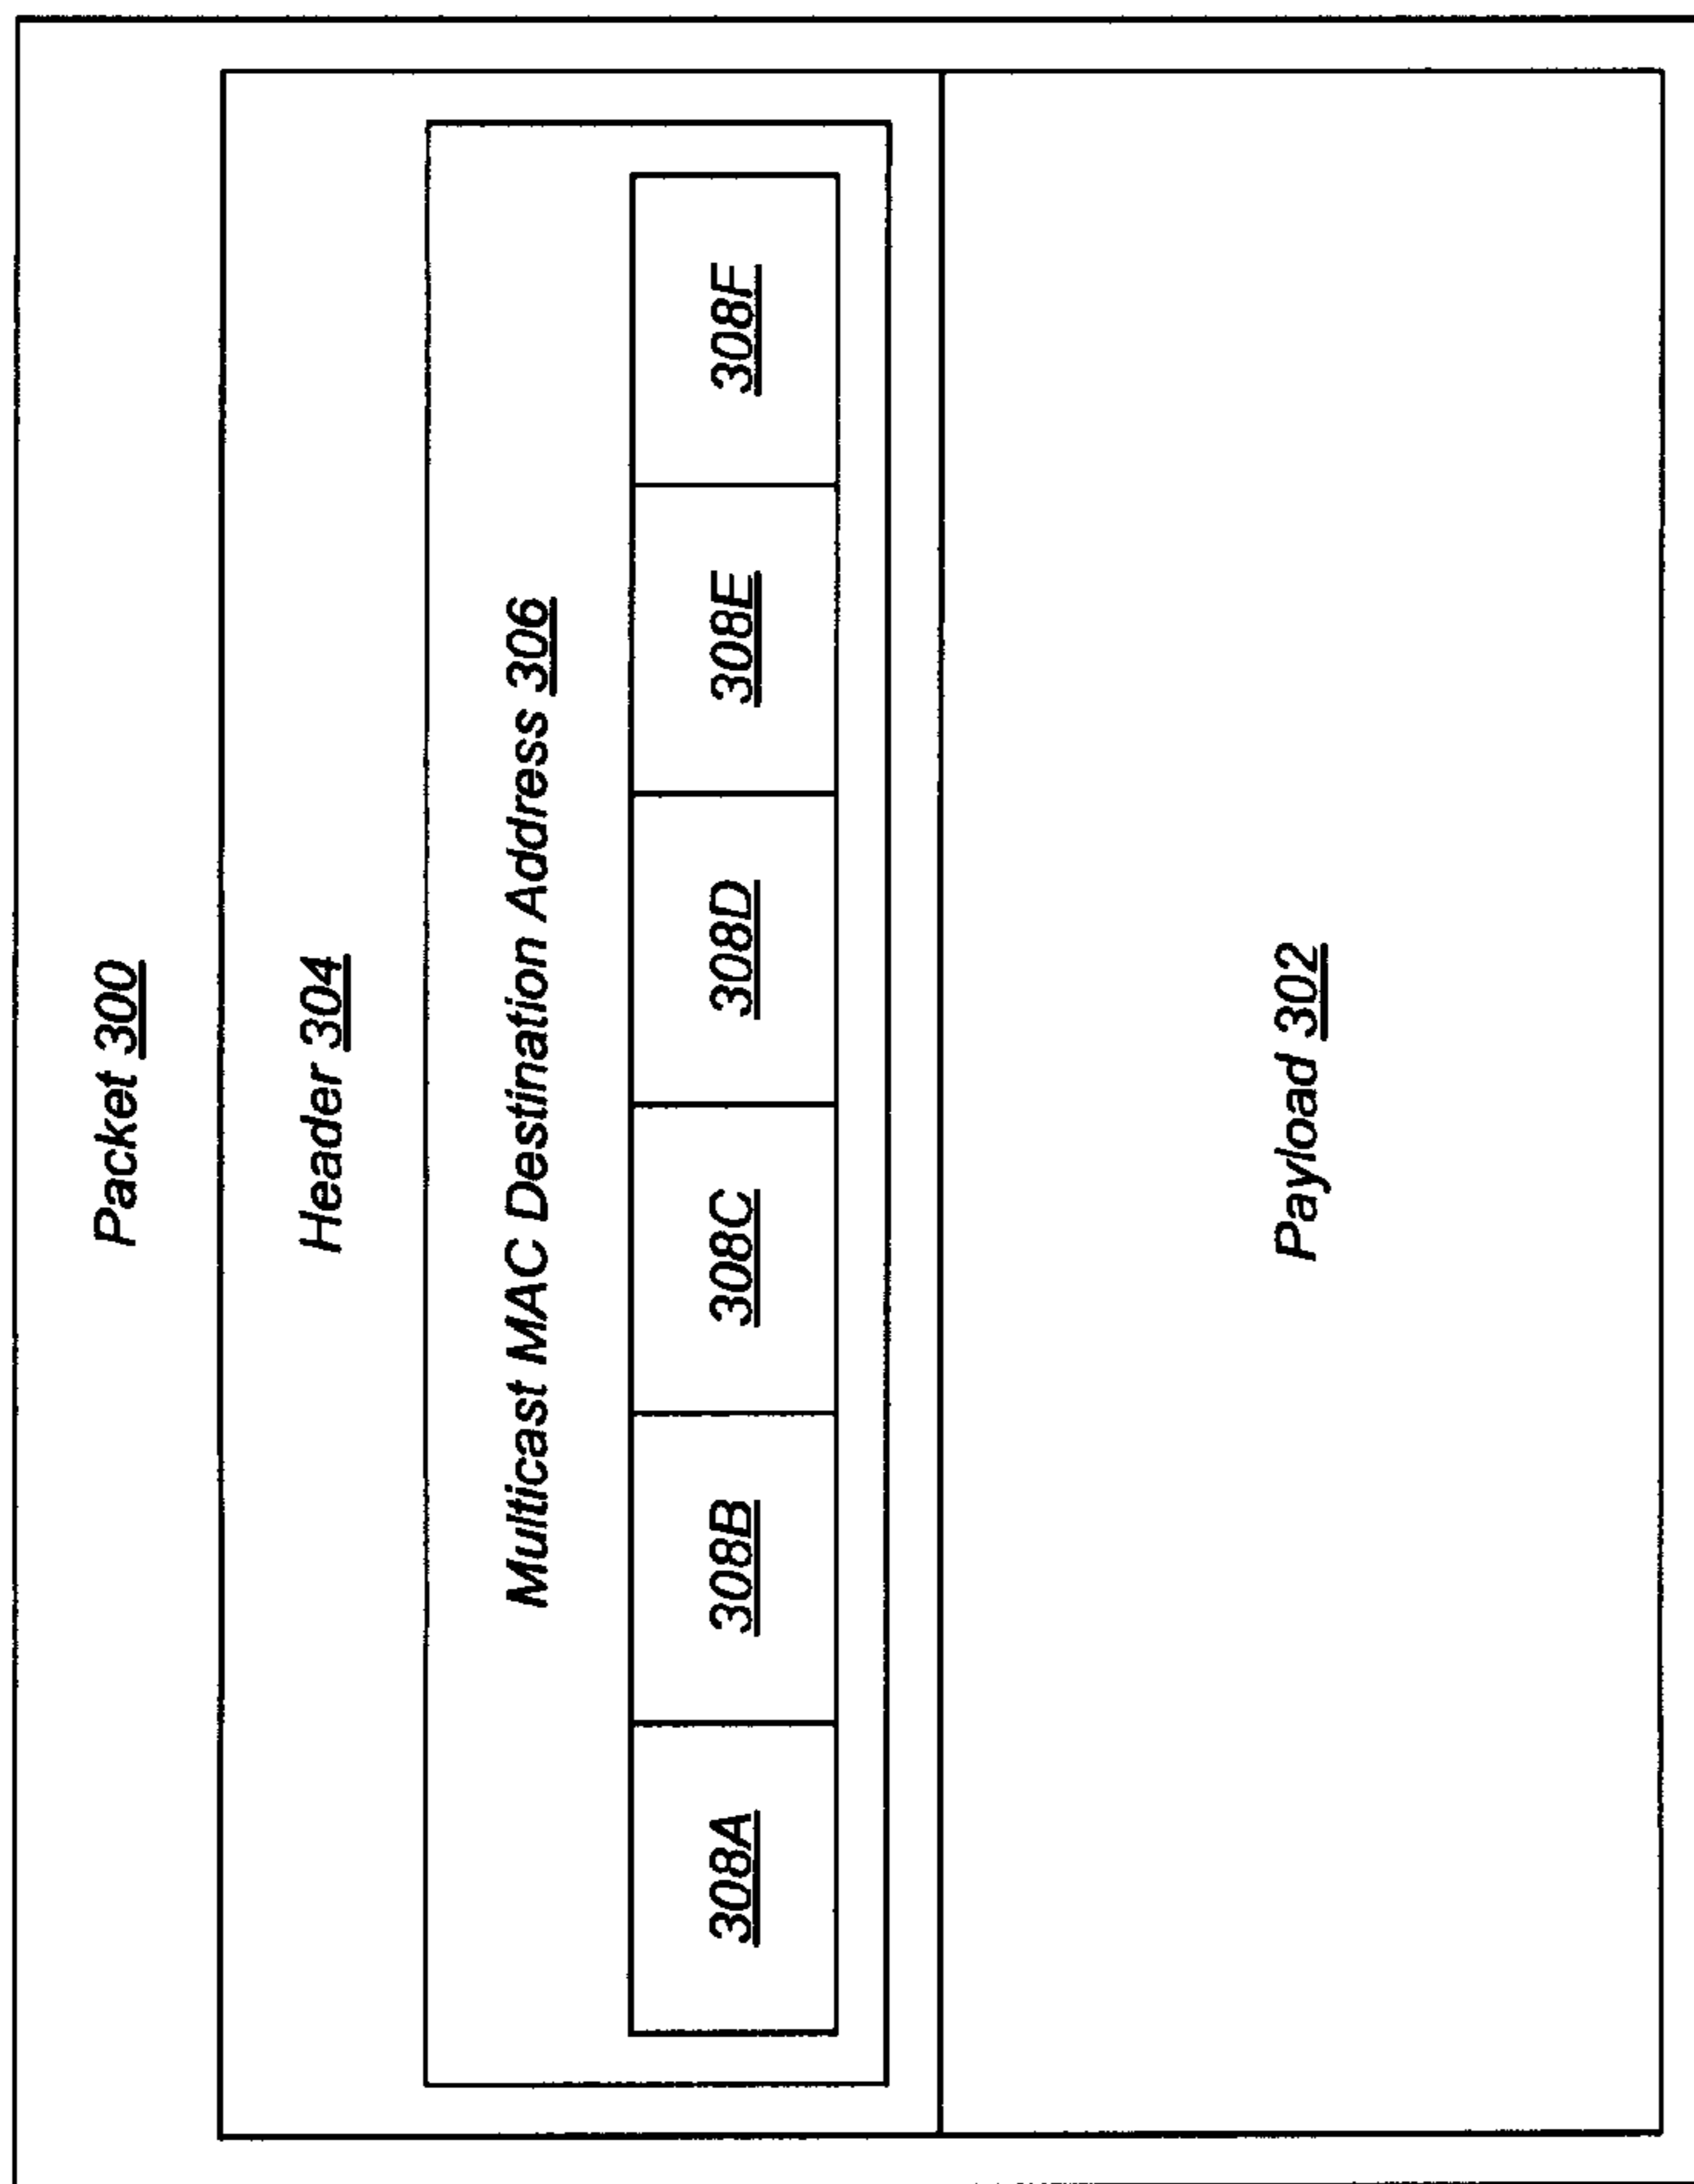 Packet 300
Header 304
Multicast MAC Destination Address 306
308A 308B 308C 308D 308E 308F
Payload 302